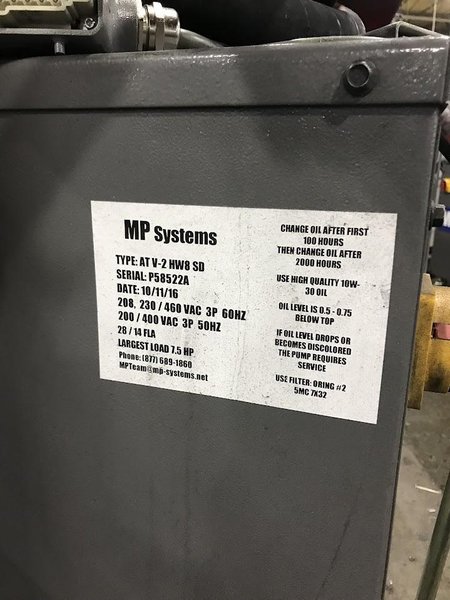 MP Systems
TYPE: AT V-2 HW8 SD
SERIAL: P58522A
DATE: 10/11/16
208, 230 / 460 VAC 3P 60HZ
200 / 400 VAC 3P 50HZ
28 / 14 FLA
LARGEST LOAD 7.5 HP
Phone: (877) 689-1860
MPTeam@mp-systems.net
CHANGE OIL AFTER FIRST
100 HOURS
THEN CHANGE OIL AFTER
2000 HOURS
USE HIGH QUALITY 10W-
30 OIL
OIL LEVEL IS 0.5 - 0.75
BELOW TOP
IF OIL LEVEL DROPS OR
BECOMES DISCOLORED
THE PUMP REQUIRES
SERVICE
USE FILTER: ORING #2
5MC 7X32